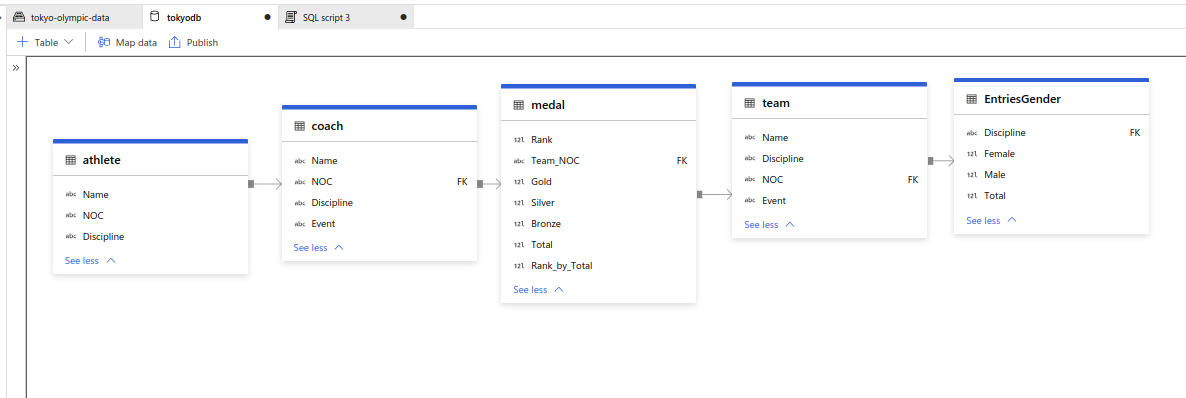 tokyo-olympic-data
tokyodb
SQL script 3
Table
Map data
Publish
»
athlete
abc Name
abc NOC
abc Discipline
See less
coach
abc Name
abc NOC FK
abc Discipline
abc Event
See less
medal
123 Rank
abc Team_NOC FK
123 Gold
123 Silver
123 Bronze
123 Total
123 Rank_by_Total
See less
team
abc Name
abc Discipline
abc NOC FK
abc Event
See less
EntriesGender
abc Discipline FK
123 Female
123 Male
123 Total
See less